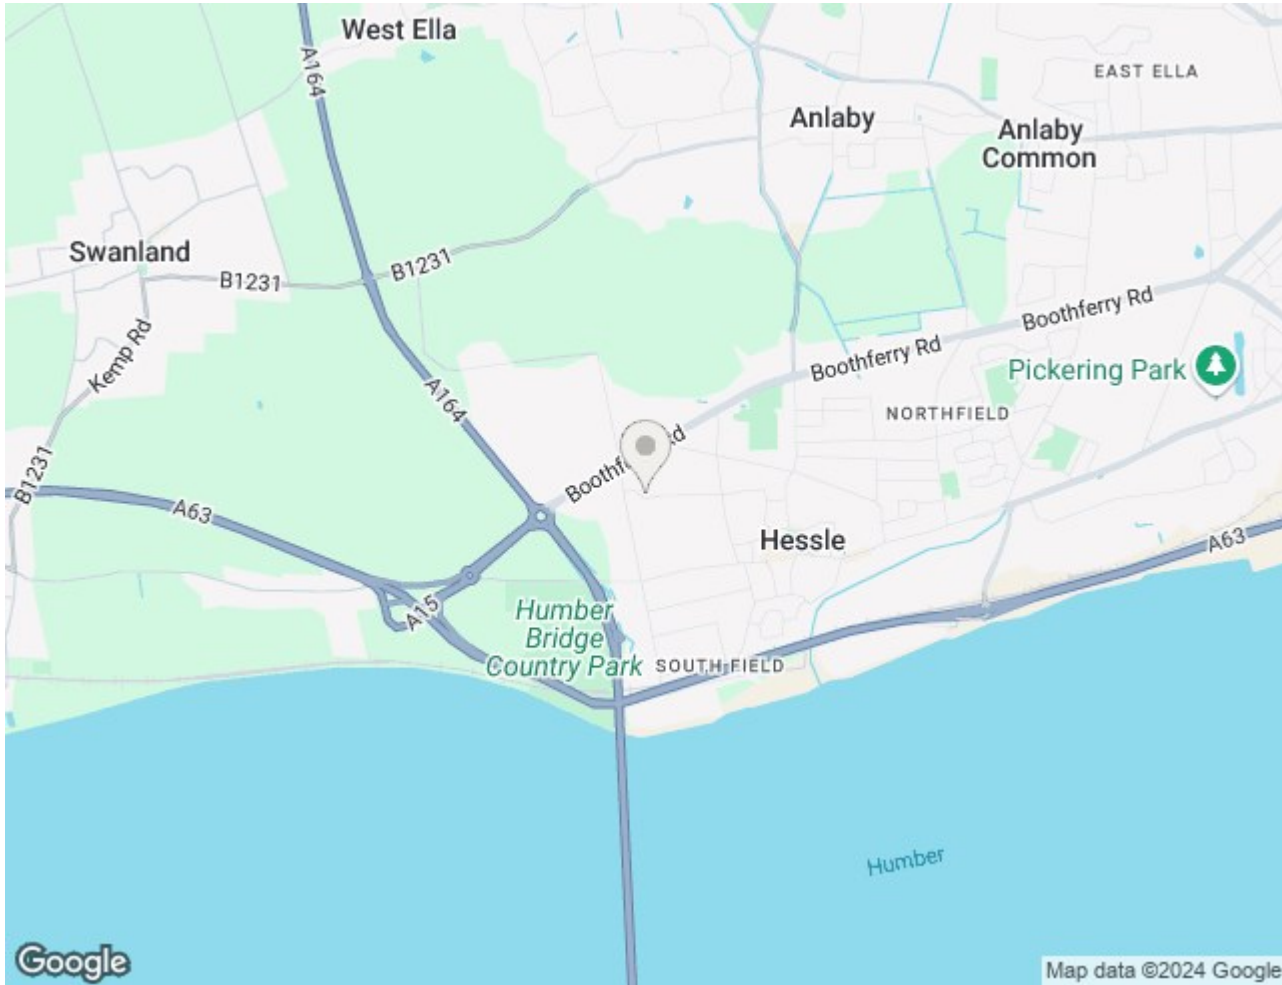 West Ella
A164
EAST ELLA
Anlaby
Anlaby
Common
Swanland
B1231
B1231
Boothferry Rd
Kemp Rd
Boothferry Rd
Pickering Park
A164
NORTHFIELD
B1231
A63
Hessle
A63
A15
Humber
Bridge
Country Park
SOUTH FIELD
Humber
Google
Map data ©2024 Google